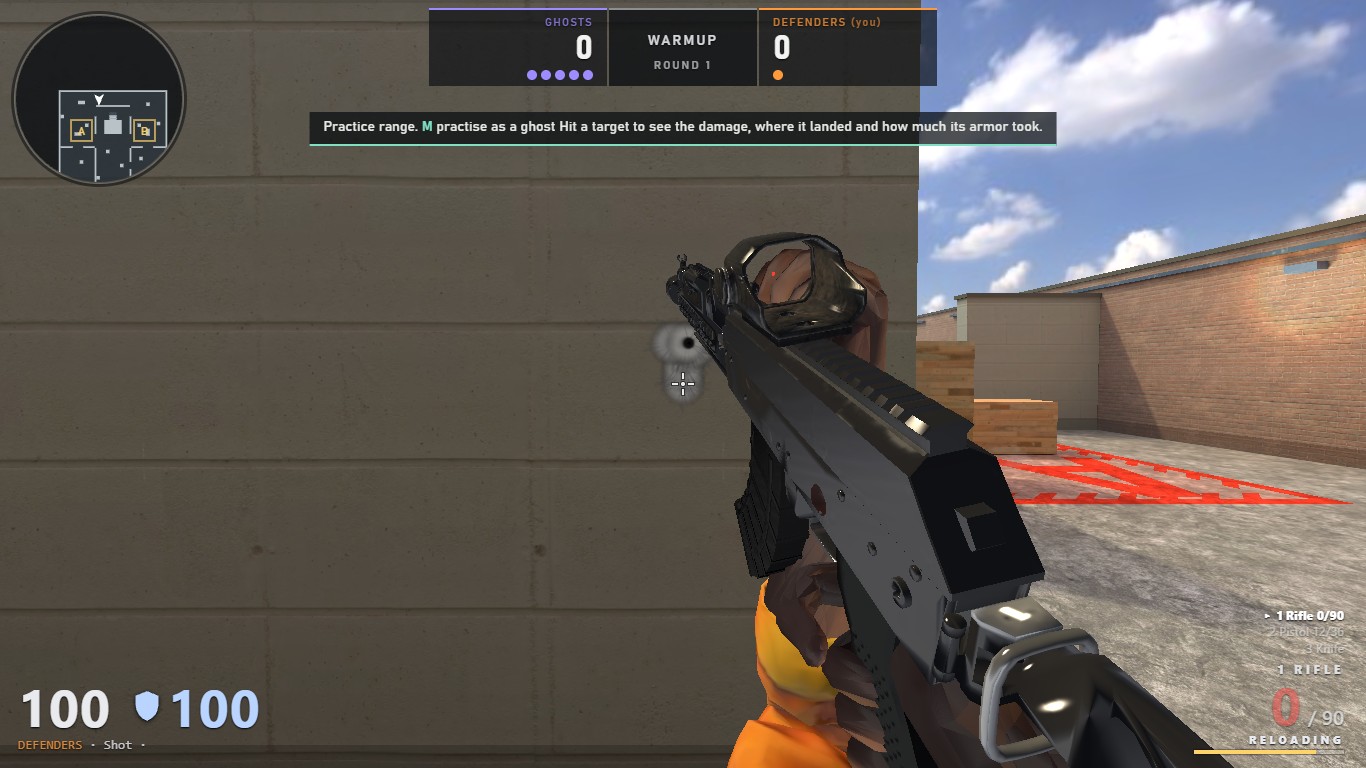 GHOSTS
0
WARMUP
ROUND 1
DEFENDERS (you)
0
Practice range. M practise as a ghost Hit a target to see the damage, where it landed and how much its armor took.
A
B
1 Rifle 0/90
2 Pistol 12/36
3 Knife
1 RIFLE
0 / 90
RELOADING
100 100
DEFENDERS · Shot ·